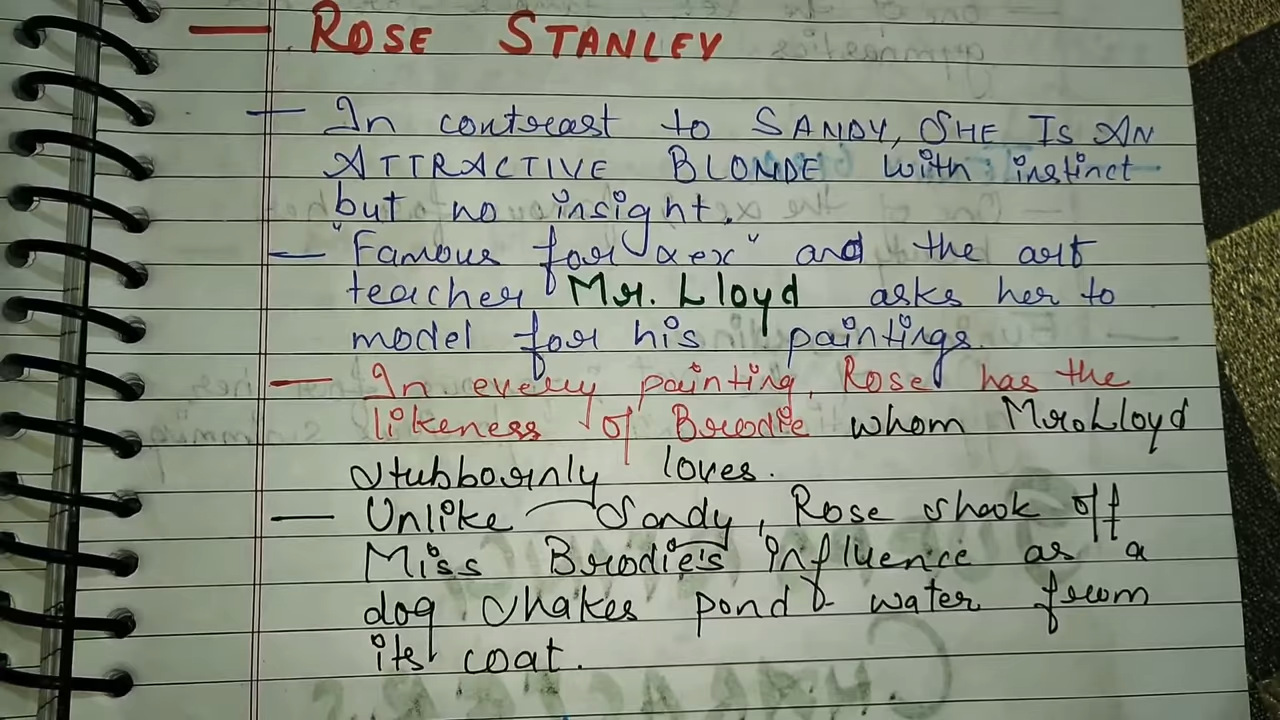 — ROSE STANLEY
— In contrast to SANDY, SHE IS AN
ATTRACTIVE BLONDE with instinct
but no insight.
— "Famous for sex" and the art
teacher Mr. Lloyd asks her to
model for his paintings.
— In every painting, Rose has the
likeness of Brodie whom Mr. Lloyd
stubbornly loves.
— Unlike Sandy, Rose shook off
Miss Brodie's influence as a
dog shakes pond water from
its coat.